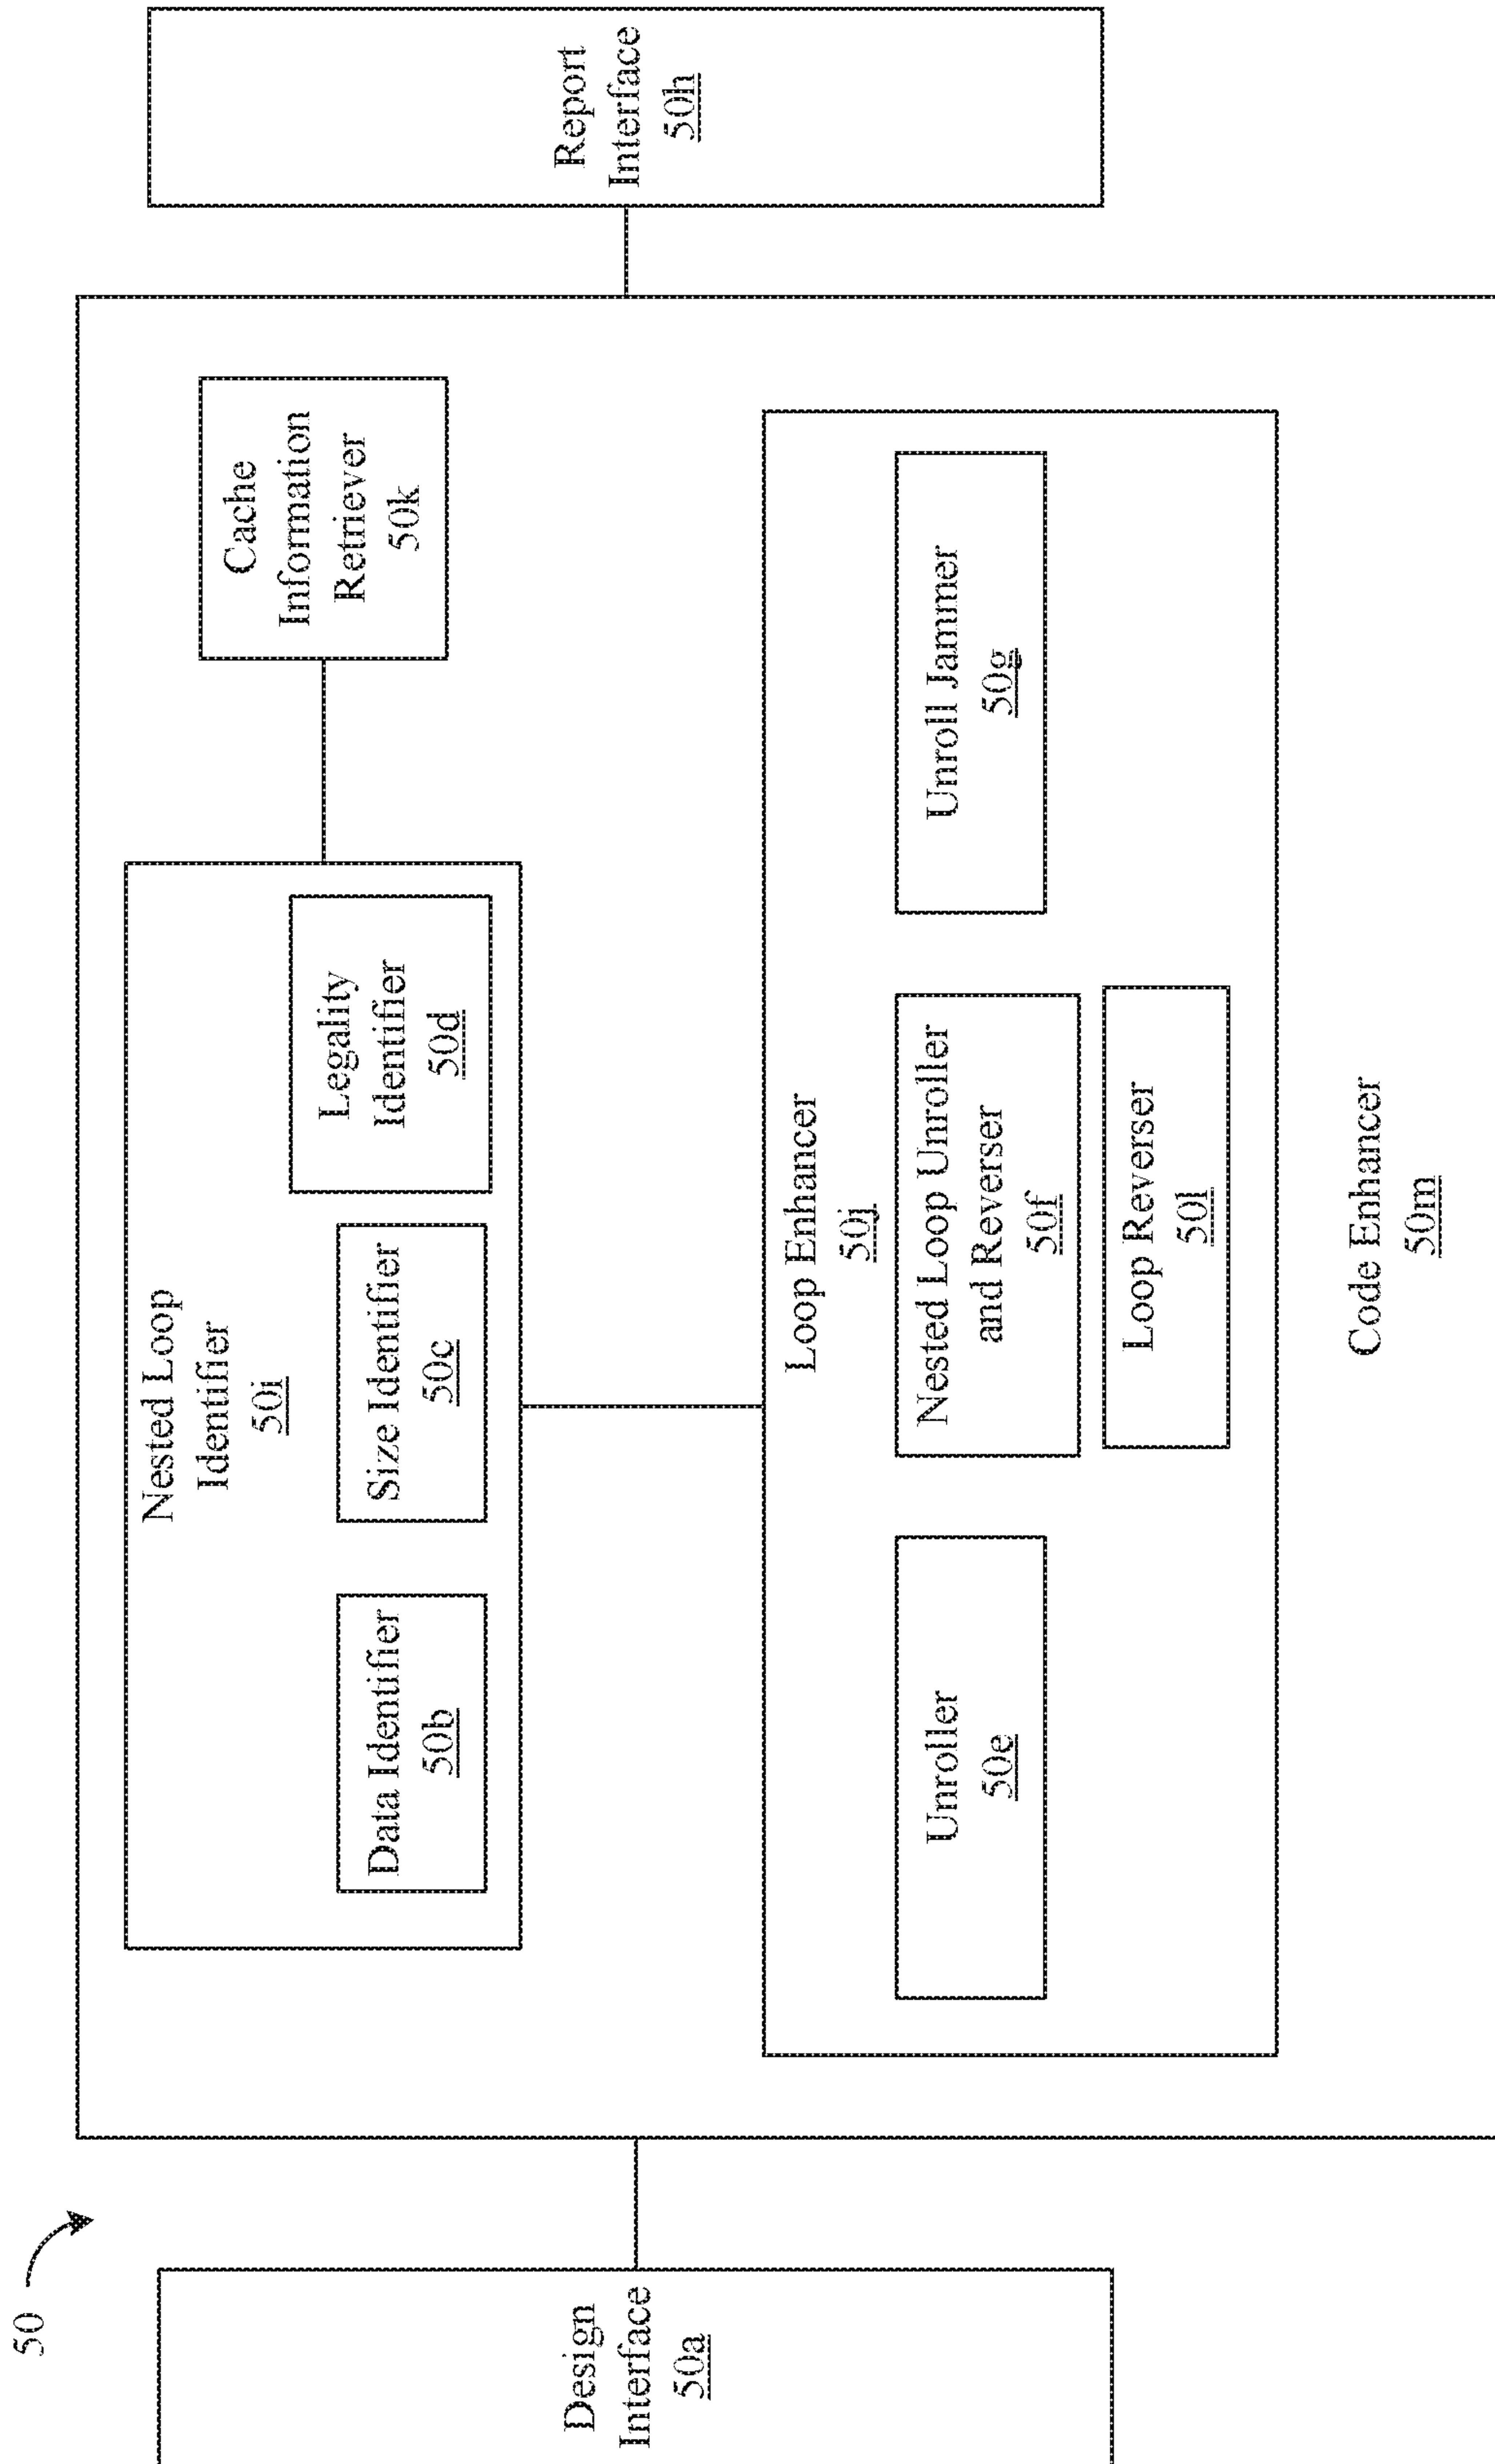 50
Design
Interface
50a
Nested Loop
Identifier
50i
Data Identifier
50b
Size Identifier
50c
Legality
Identifier
50d
Cache
Information
Retriever
50k
Loop Enhancer
50j
Unroller
50e
Nested Loop Unroller
and Reverser
50f
Unroll Jammer
50g
Loop Reverser
50l
Code Enhancer
50m
Report
Interface
50h